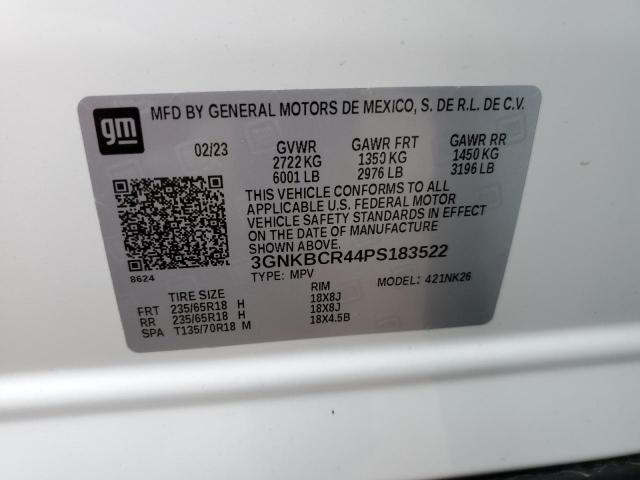 gm
MFD BY GENERAL MOTORS DE MEXICO, S. DE R.L. DE C.V.
02/23 GVWR GAWR FRT GAWR RR
2722 KG 1350 KG 1450 KG
6001 LB 2976 LB 3196 LB
THIS VEHICLE CONFORMS TO ALL
APPLICABLE U.S. FEDERAL MOTOR
VEHICLE SAFETY STANDARDS IN EFFECT
ON THE DATE OF MANUFACTURE
SHOWN ABOVE.
8624 3GNKBCR44PS183522
TYPE: MPV MODEL: 421NK26
TIRE SIZE RIM
FRT 235/65R18 H 18X8J
RR 235/65R18 H 18X8J
SPA T135/70R18 M 18X4.5B